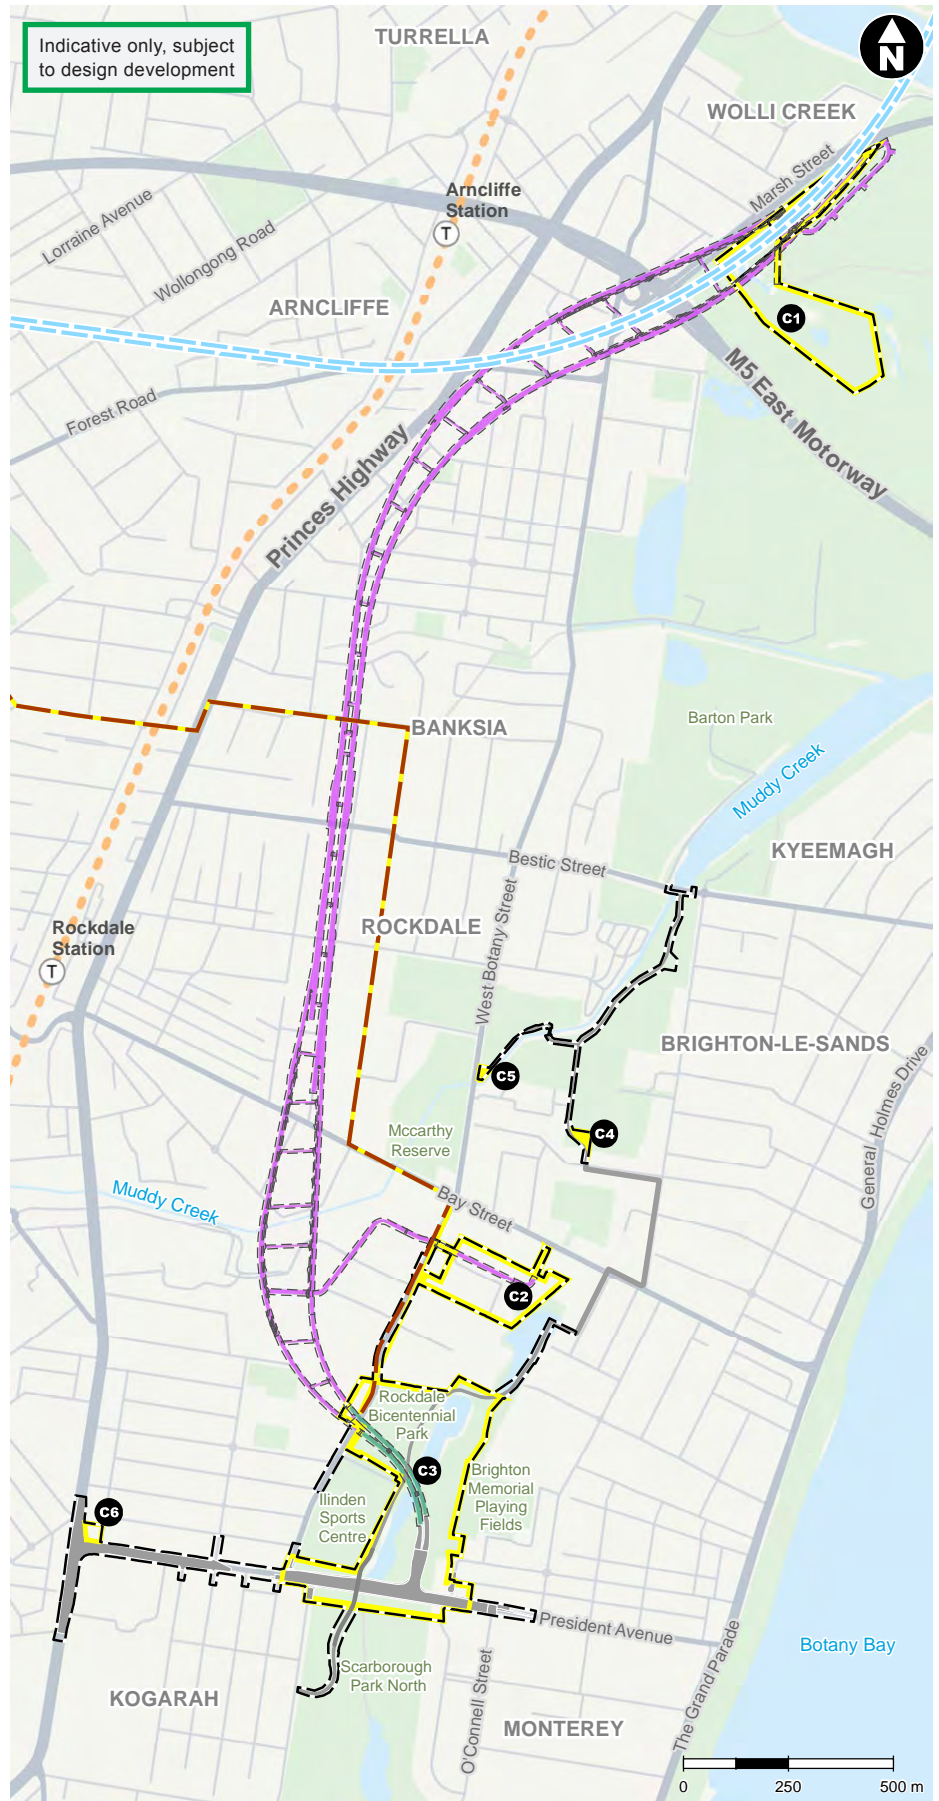 Indicative only, subject
to design development
TURRELLA
N
WOLLI CREEK
Marsh Street
Arncliffe
Station
T
Lorraine Avenue
Wollongong Road
ARNCLIFFE
C1
M5 East Motorway
Forest Road
Princes Highway
BANKSIA
Barton Park
Muddy Creek
KYEEMAGH
Bestic Street
West Botany Street
ROCKDALE
Rockdale
Station
T
BRIGHTON-LE-SANDS
General Holmes Drive
C5
C4
Mccarthy
Reserve
Muddy Creek
Bay Street
C2
Rockdale
Bicentennial
Park
C3
Brighton
Memorial
Playing
Fields
Ilinden
Sports
Centre
C6
President Avenue
Botany Bay
Scarborough
Park North
KOGARAH
O'Connell Street
MONTEREY
The Grand Parade
0 250 500 m